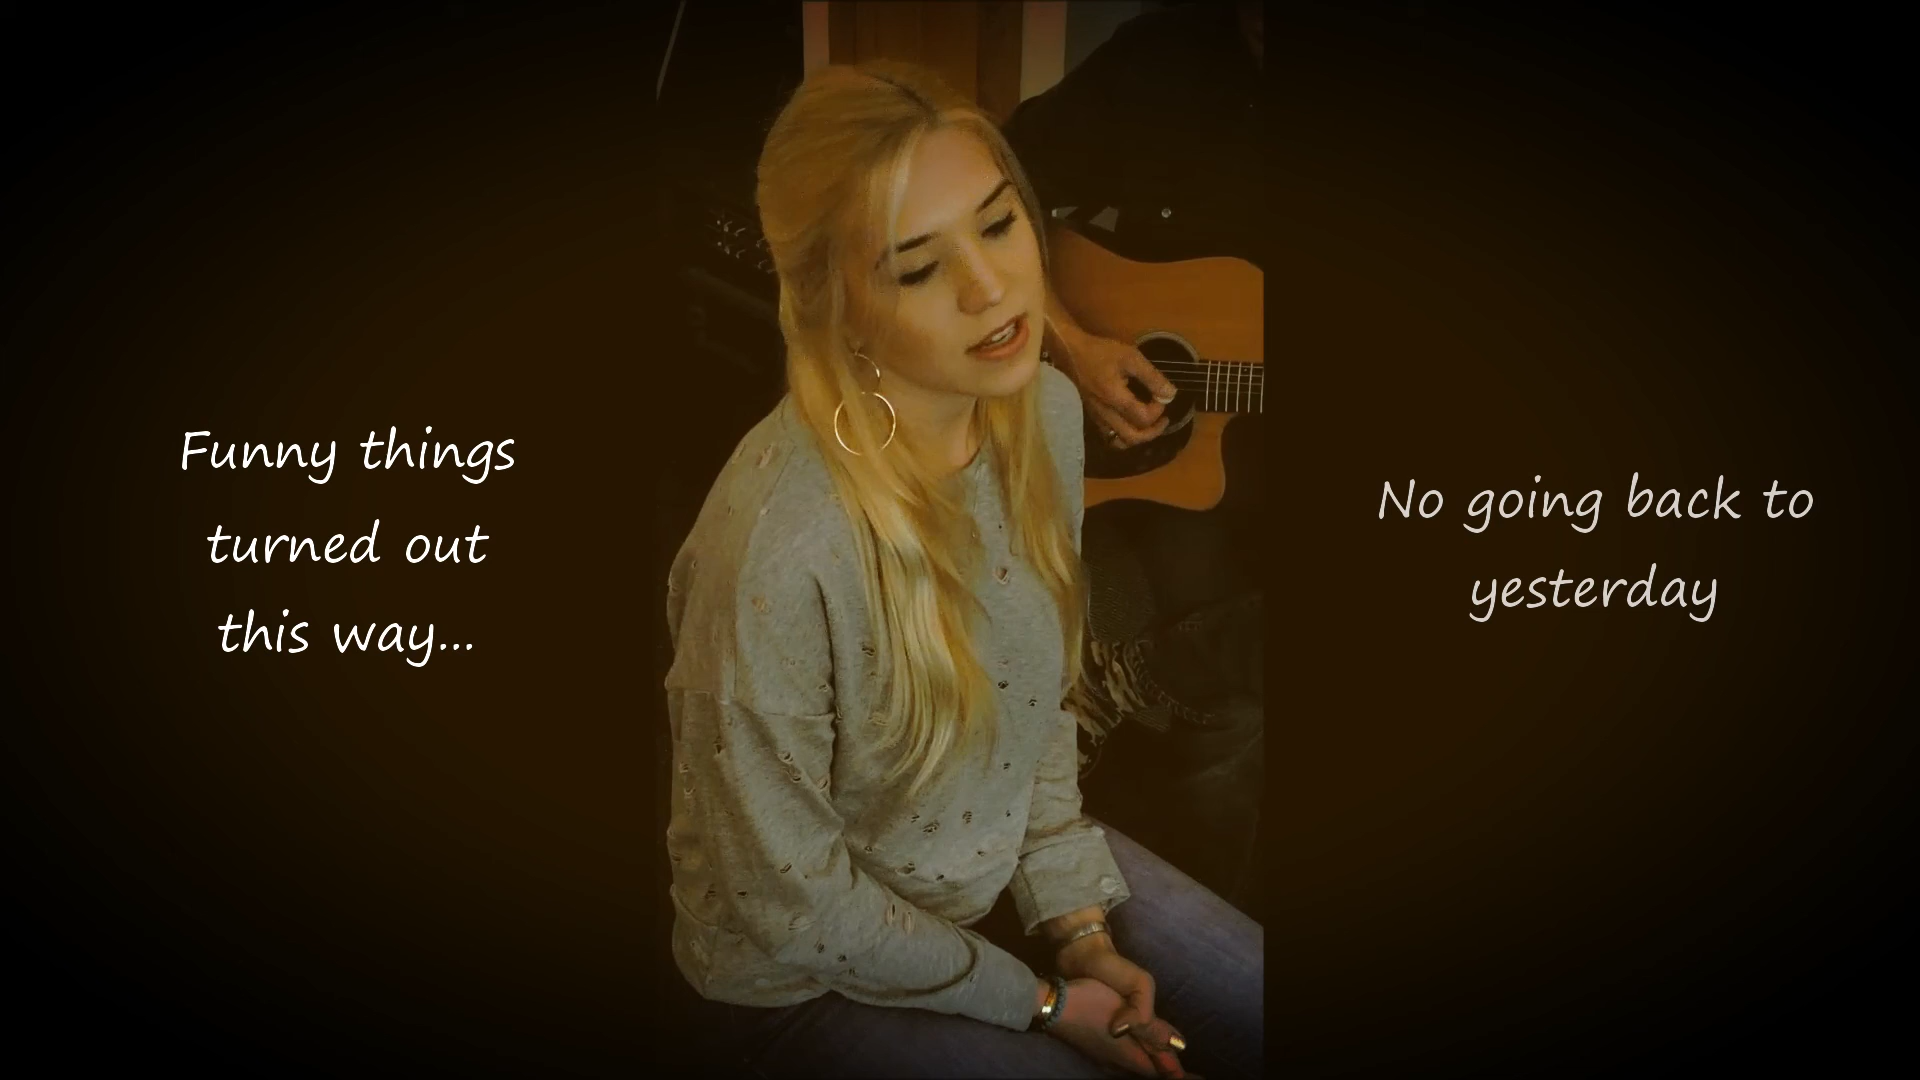 Funny things
turned out
this way...
No going back to
yesterday